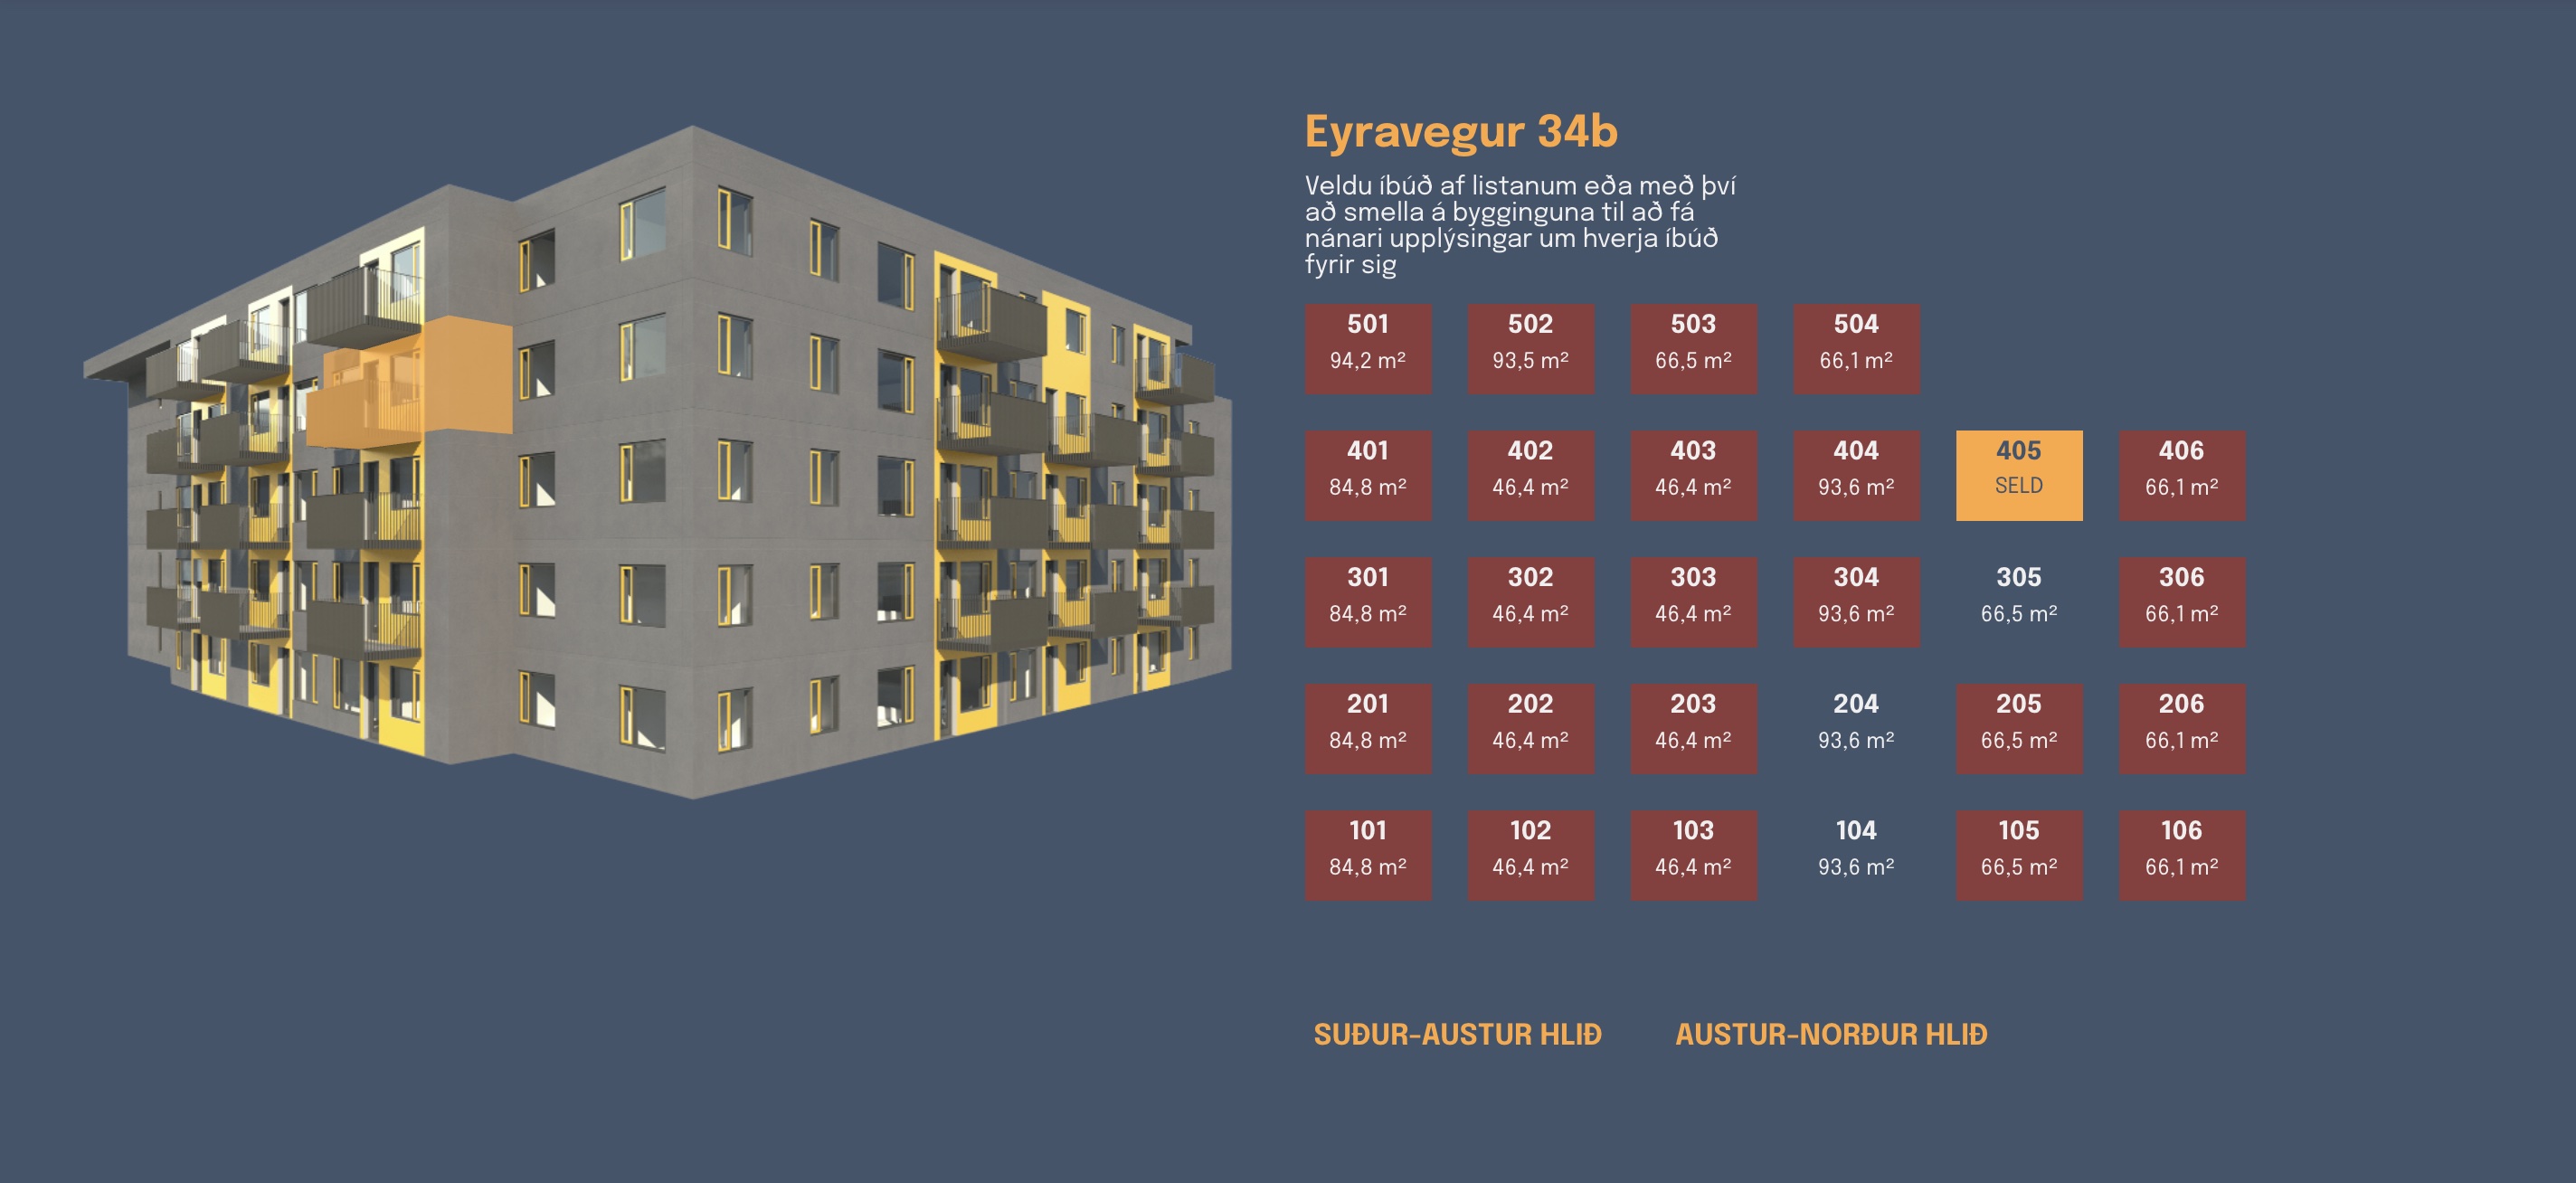 Eyravegur 34b
Veldu íbúð af listanum eða með því
að smella á bygginguna til að fá
nánari upplýsingar um hverja íbúð
fyrir sig
501 502 503 504
94,2 m² 93,5 m² 66,5 m² 66,1 m²
401 402 403 404 405 406
84,8 m² 46,4 m² 46,4 m² 93,6 m² SELD 66,1 m²
301 302 303 304 305 306
84,8 m² 46,4 m² 46,4 m² 93,6 m² 66,5 m² 66,1 m²
201 202 203 204 205 206
84,8 m² 46,4 m² 46,4 m² 93,6 m² 66,5 m² 66,1 m²
101 102 103 104 105 106
84,8 m² 46,4 m² 46,4 m² 93,6 m² 66,5 m² 66,1 m²
SUÐUR-AUSTUR HLIÐ AUSTUR-NORÐUR HLIÐ